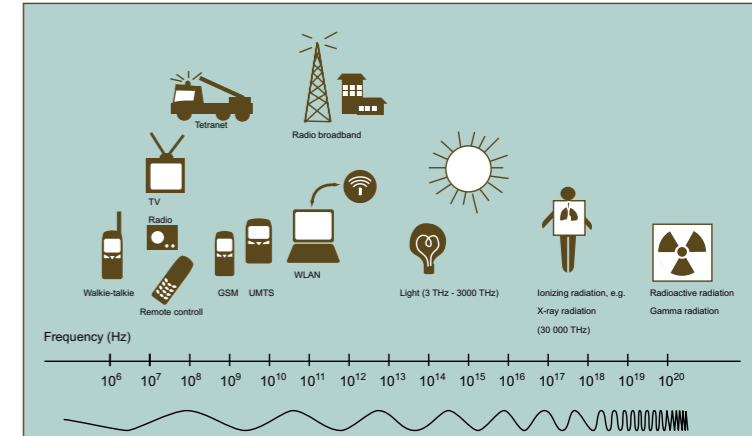 Tetranet
Radio broadband
TV
Radio
WLAN
Walkie-talkie
GSM UMTS
Remote controll
Light (3 THz - 3000 THz)
Ionizing radiation, e.g.
X-ray radiation
(30 000 THz)
Radioactive radiation
Gamma radiation
Frequency (Hz)
10⁶ 10⁷ 10⁸ 10⁹ 10¹⁰ 10¹¹ 10¹² 10¹³ 10¹⁴ 10¹⁵ 10¹⁶ 10¹⁷ 10¹⁸ 10¹⁹ 10²⁰